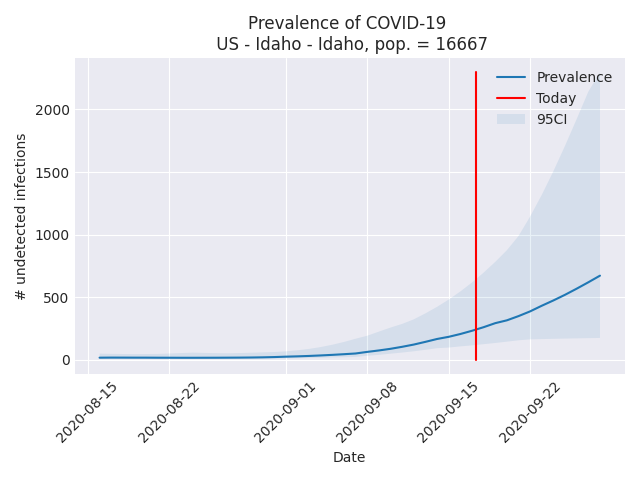 Prevalence of COVID-19
US - Idaho - Idaho, pop. = 16667
Prevalence
Today
95CI
2000
1500
1000
500
0
# undetected infections
2020-08-15
2020-08-22
2020-09-01
2020-09-08
2020-09-15
2020-09-22
Date